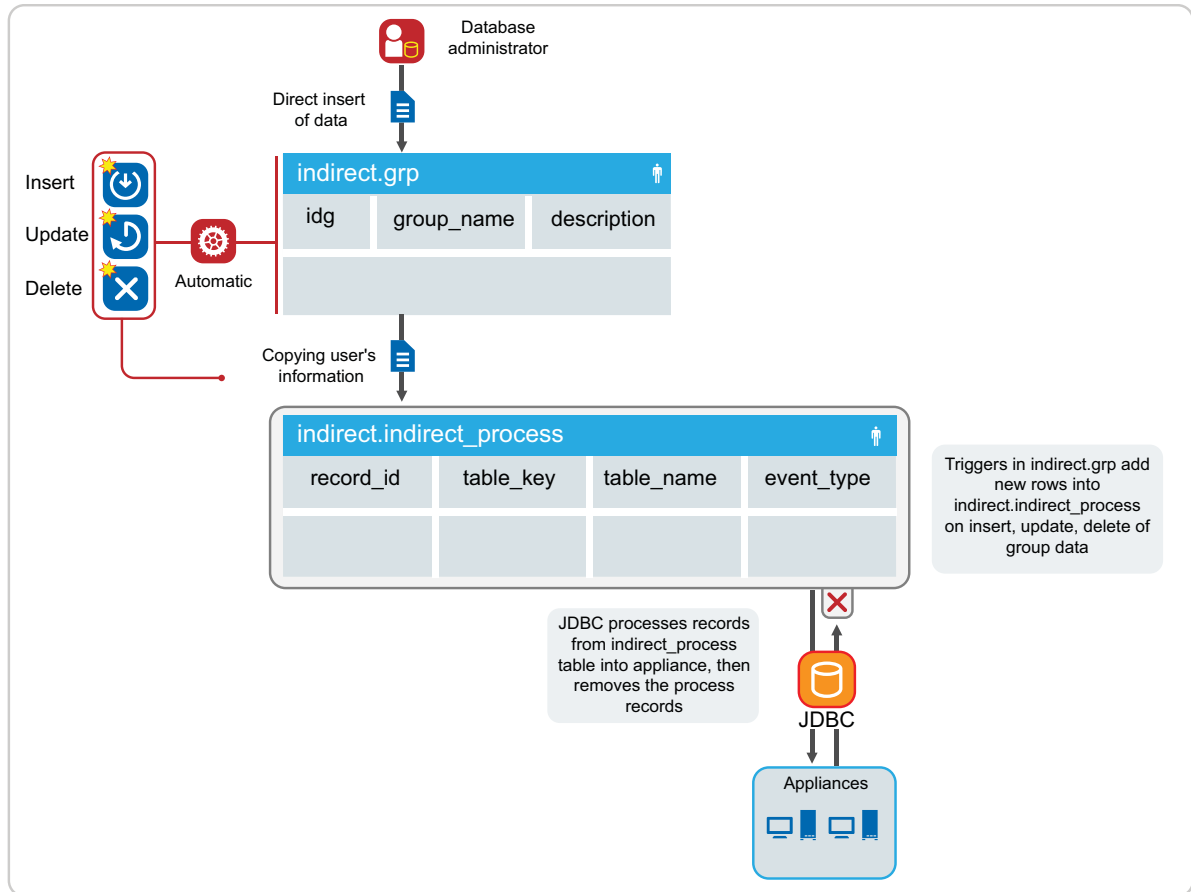 Database
administrator
Direct insert
of data
indirect.grp
idg group_name description
Insert
Update
Delete
Automatic
Copying user's
information
indirect.indirect_process
record_id table_key table_name event_type
Triggers in indirect.grp add
new rows into
indirect.indirect_process
on insert, update, delete of
group data
JDBC processes records
from indirect_process
table into appliance, then
removes the process
records
JDBC
Appliances